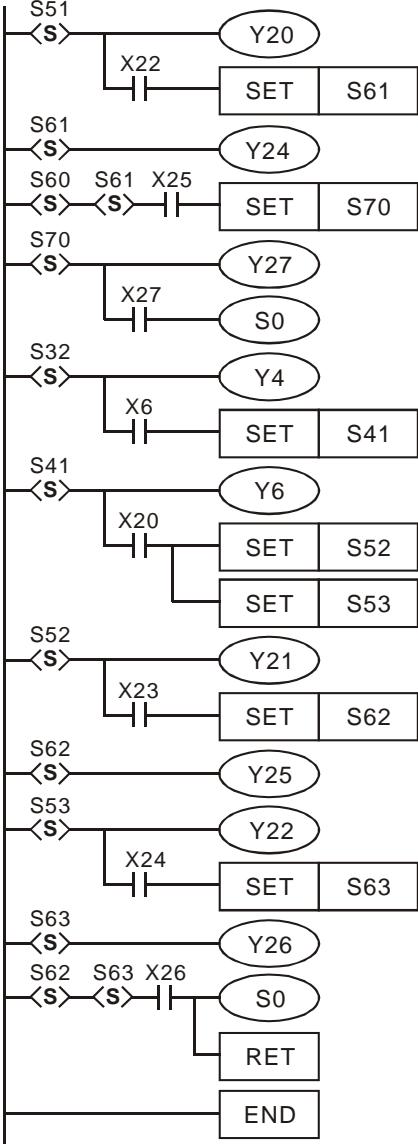 S51
S Y20
X22
SET S61
S61
S Y24
S60 S61 X25
S S SET S70
S70
S Y27
X27
S0
S32
S Y4
X6
SET S41
S41
S Y6
X20
SET S52
SET S53
S52
S Y21
X23
SET S62
S62
S Y25
S53
S Y22
X24
SET S63
S63
S Y26
S62 S63 X26
S S S0
RET
END